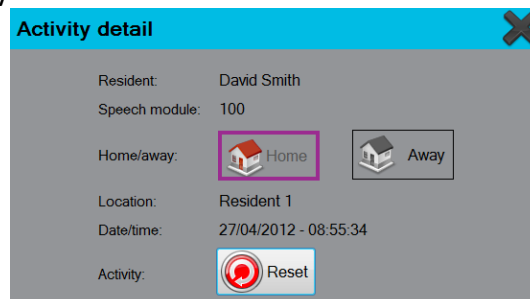 Activity detail
Resident: David Smith
Speech module: 100
Home/away: Home Away
Location: Resident 1
Date/time: 27/04/2012 - 08:55:34
Activity: Reset